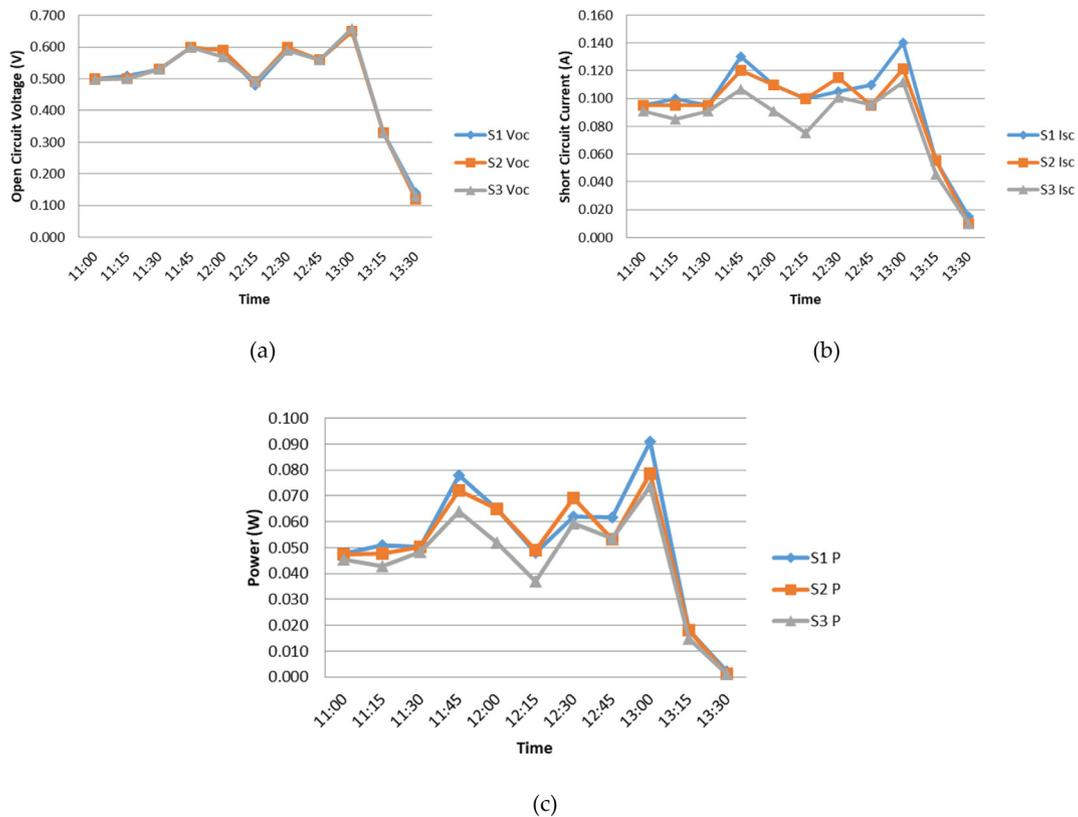 0.700
0.600
0.500
0.400
0.300
0.200
0.100
0.000
Open Circuit Voltage (V)
11:00 11:15 11:30 11:45 12:00 12:15 12:30 12:45 13:00 13:15 13:30
Time
S1 Voc
S2 Voc
S3 Voc
(a)
0.160
0.140
0.120
0.100
0.080
0.060
0.040
0.020
0.000
Short Circuit Current (A)
11:00 11:15 11:30 11:45 12:00 12:15 12:30 12:45 13:00 13:15 13:30
Time
S1 Isc
S2 Isc
S3 Isc
(b)
0.100
0.090
0.080
0.070
0.060
0.050
0.040
0.030
0.020
0.010
0.000
Power (W)
11:00 11:15 11:30 11:45 12:00 12:15 12:30 12:45 13:00 13:15 13:30
Time
S1 P
S2 P
S3 P
(c)